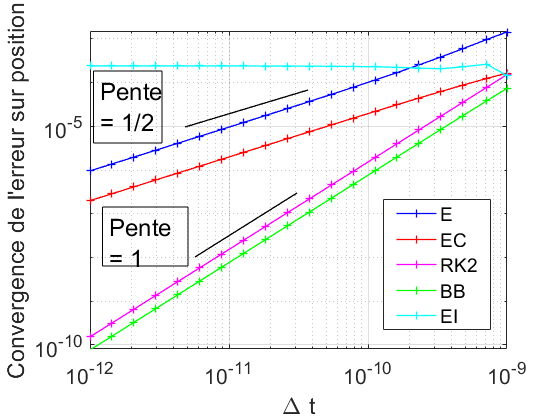 Convergence de l'erreur sur position
Pente
= 1/2
Pente
= 1
10^-5
10^-10
10^-12
10^-11
10^-10
10^-9
Δ t
E
EC
RK2
BB
EI